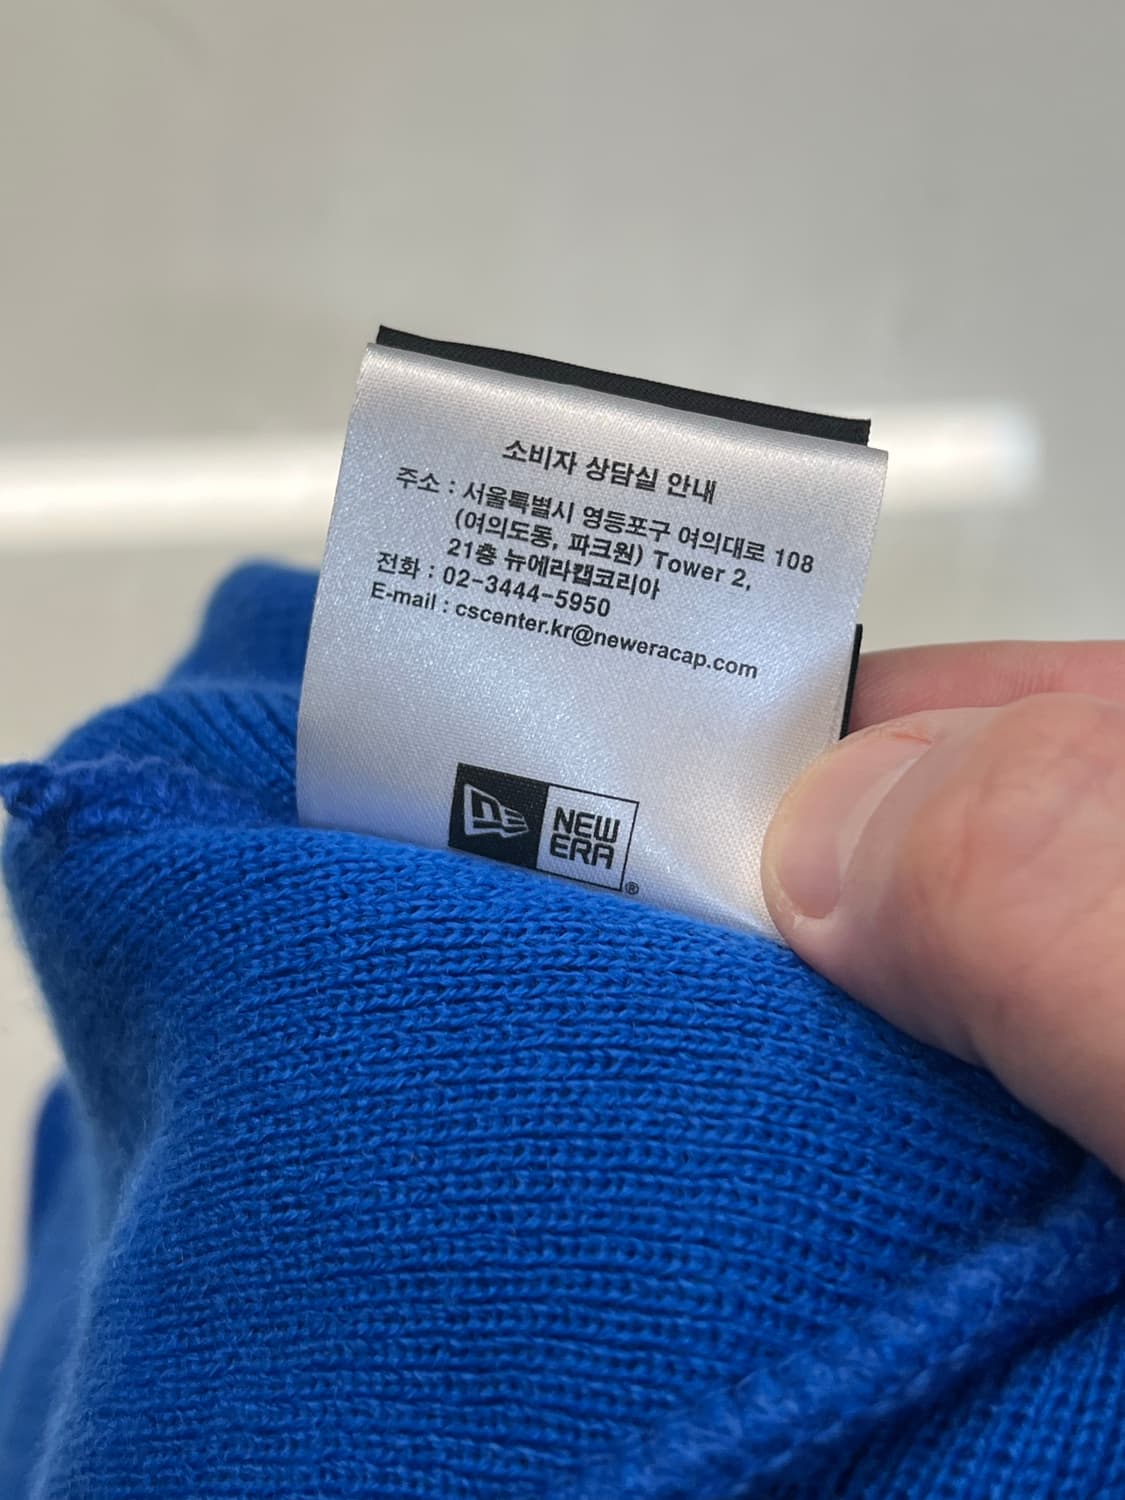 소비자 상담실 안내
주소 : 서울특별시 영등포구 여의대로 108
(여의도동, 파크원) Tower 2,
21층 뉴에라캡코리아
전화 : 02-3444-5950
E-mail : cscenter.kr@neweracap.com
NE
NEW
ERA
®